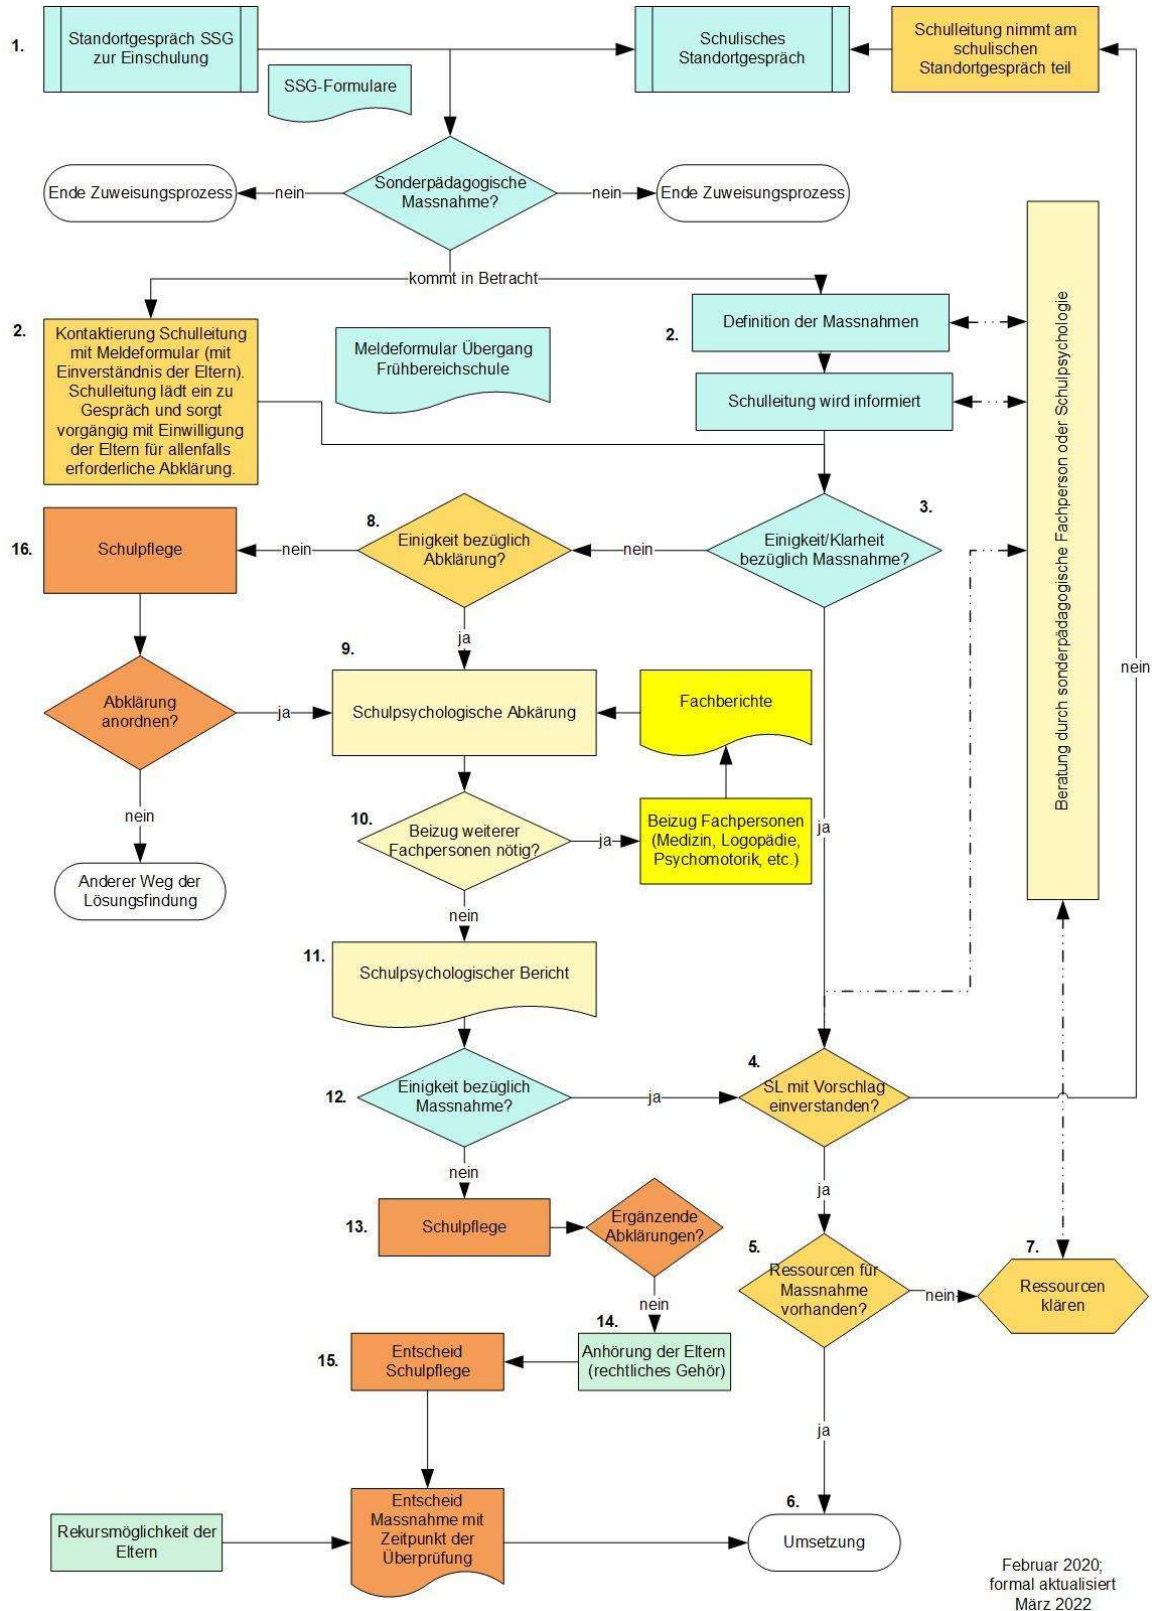 1.
Standortgespräch SSG
zur Einschulung
Schulisches
Standortgespräch
Schulleitung nimmt am
schulischen
Standortgespräch teil
SSG-Formulare
Ende Zuweisungsprozess
nein
Sonderpädagogische
Massnahme?
nein
Ende Zuweisungsprozess
kommt in Betracht
2.
Kontaktierung Schulleitung
mit Meldeformular (mit
Einverständnis der Eltern).
Schulleitung lädt ein zu
Gespräch und sorgt
vorgängig mit Einwilligung
der Eltern für allenfalls
erforderliche Abklärung.
Meldeformular Übergang
Frühbereichschule
2.
Definition der Massnahmen
Schulleitung wird informiert
Beratung durch sonderpädagogische Fachperson oder Schulpsychologie
16.
Schulpflege
nein
8.
Einigkeit bezüglich
Abklärung?
nein
3.
Einigkeit/Klarheit
bezüglich Massnahme?
ja
nein
9.
Abklärung
anordnen?
ja
Schulpsychologische Abkärung
Fachberichte
nein
10.
Beizug weiterer
Fachpersonen nötig?
ja
Beizug Fachpersonen
(Medizin, Logopädie,
Psychomotorik, etc.)
ja
Anderer Weg der
Lösungsfindung
nein
11.
Schulpsychologischer Bericht
12.
Einigkeit bezüglich
Massnahme?
ja
4.
SL mit Vorschlag
einverstanden?
nein
ja
13.
Schulpflege
Ergänzende
Abklärungen?
5.
Ressourcen für
Massnahme
vorhanden?
nein
7.
Ressourcen
klären
nein
14.
Anhörung der Eltern
(rechtliches Gehör)
15.
Entscheid
Schulpflege
ja
Rekursmöglichkeit der
Eltern
Entscheid
Massnahme mit
Zeitpunkt der
Überprüfung
6.
Umsetzung
Februar 2020;
formal aktualisiert
März 2022